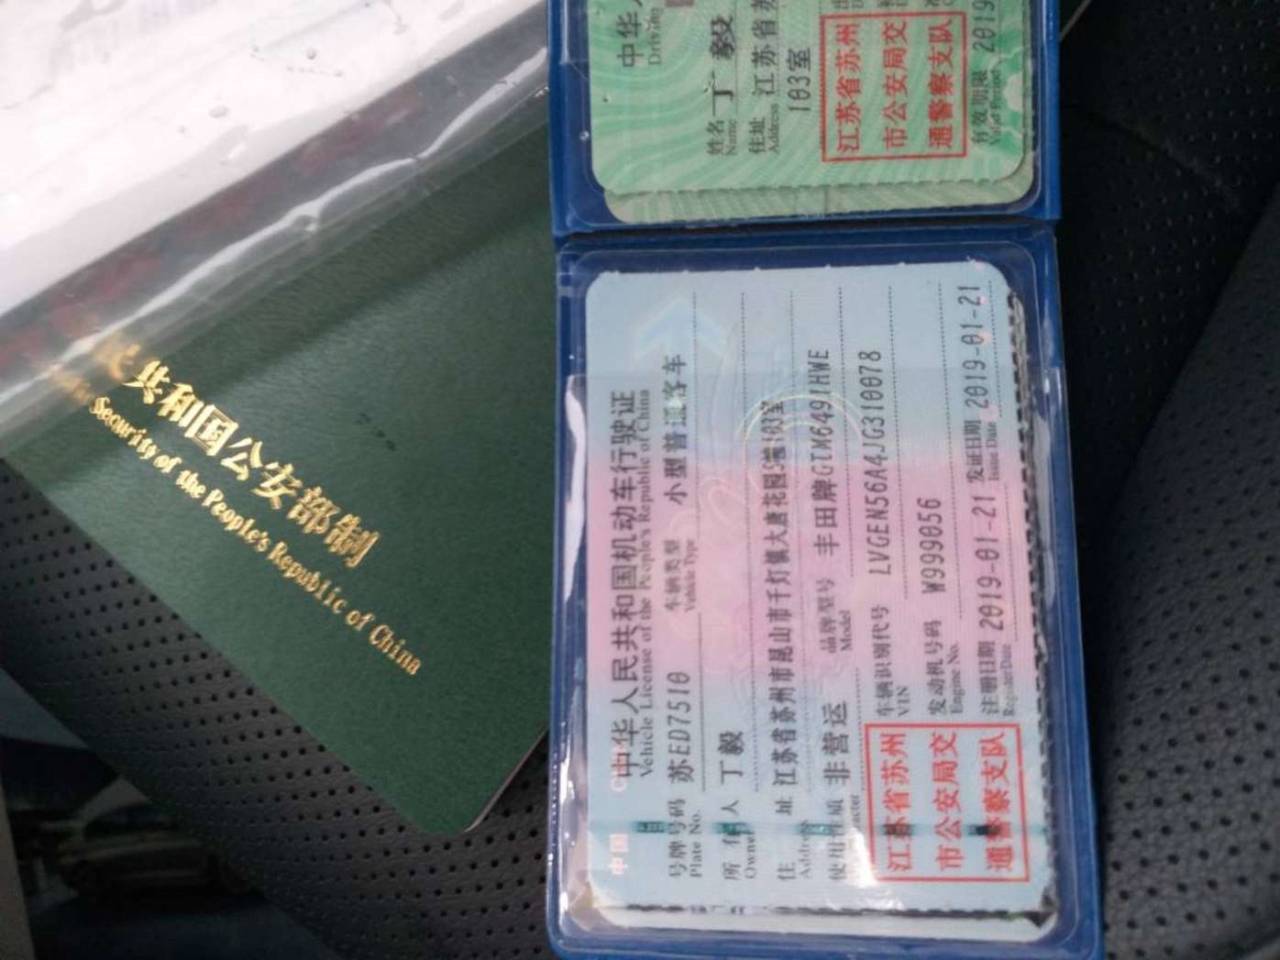 共和国公安部制
Security of the People's Republic of China
姓名 丁毅
Name
住址 江苏省苏
Address
103室
江苏省苏州
市公安局交
通警察支队
有效期限 2019
中华人民共和国机动车行驶证
Vehicle License of the People's Republic of China
号牌号码 苏ED7510 车辆类型 小型普通客车
Plate No. Vehicle Type
所有人 丁毅
Owner
住址 江苏省苏州市昆山市千灯镇大唐花园
Address
使用性质 非营运 品牌型号 丰田牌GTM6491HWE
Model
车辆识别代号 LVGEN56A4JG310078
VIN
发动机号码 W999056
Engine No.
注册日期 2019-01-21 发证日期 2019-01-21
Register Date Issue Date
江苏省苏州
市公安局交
通警察支队
中国